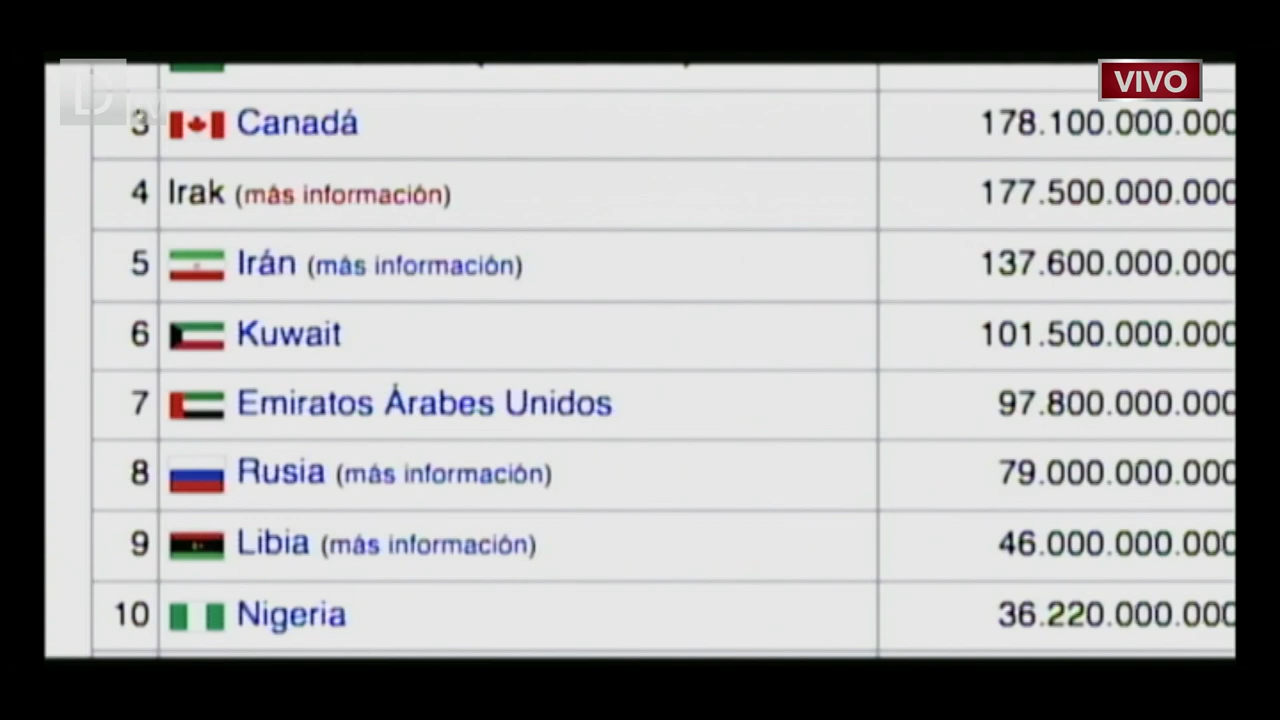 VIVO
3 Canadá 178.100.000.000
4 Irak (más información) 177.500.000.000
5 Irán (más información) 137.600.000.000
6 Kuwait 101.500.000.000
7 Emiratos Árabes Unidos 97.800.000.000
8 Rusia (más información) 79.000.000.000
9 Libia (más información) 46.000.000.000
10 Nigeria 36.220.000.000